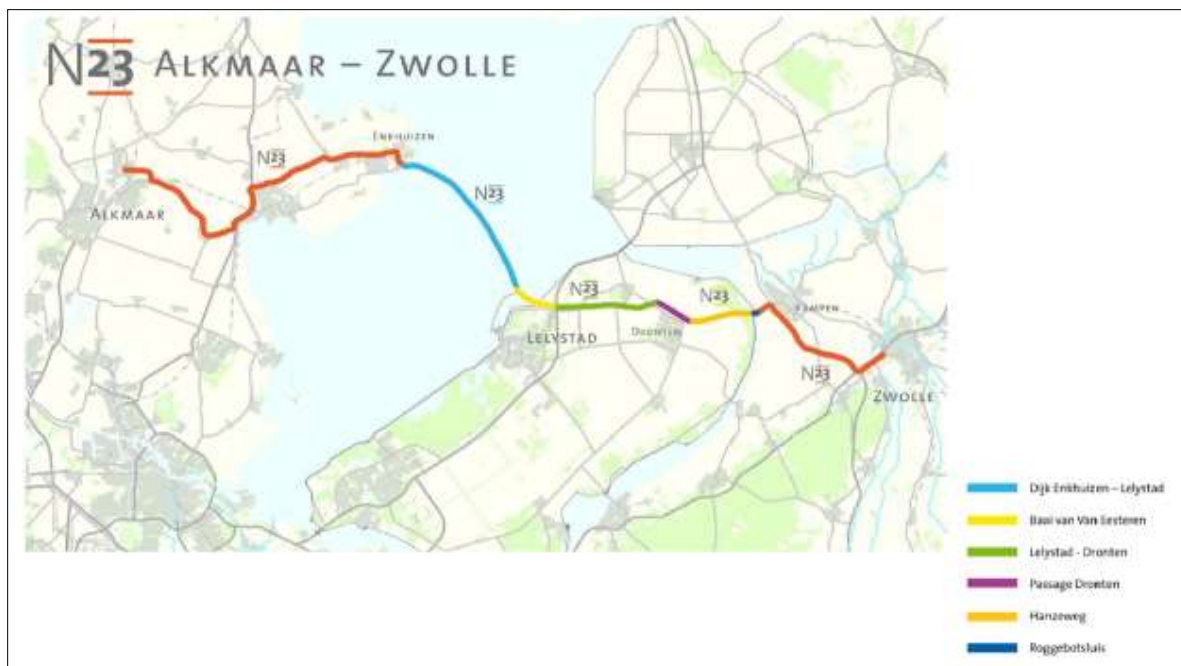 N23 ALKMAAR – ZWOLLE
ENKHUIZEN
N23
N23
ALKMAAR
N23
N23
KAMPEN
DRONTEN
LELYSTAD
N23
ZWOLLE
Dijk Enkhuizen – Lelystad
Baai van Van Eesteren
Lelystad - Dronten
Passage Dronten
Hanzeweg
Roggebotsluis